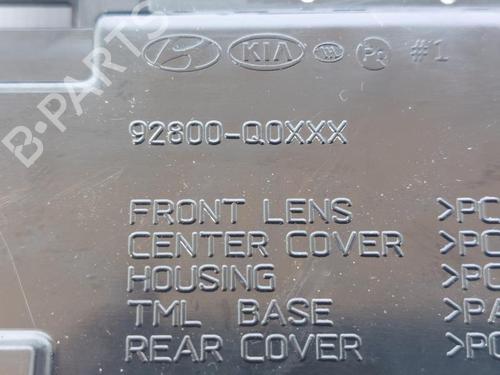 KIA #1
92800-Q0XXX
FRONT LENS >PC
CENTER COVER >PC
HOUSING >PC
TML BASE >PA
REAR COVER >PC
B-PARTS